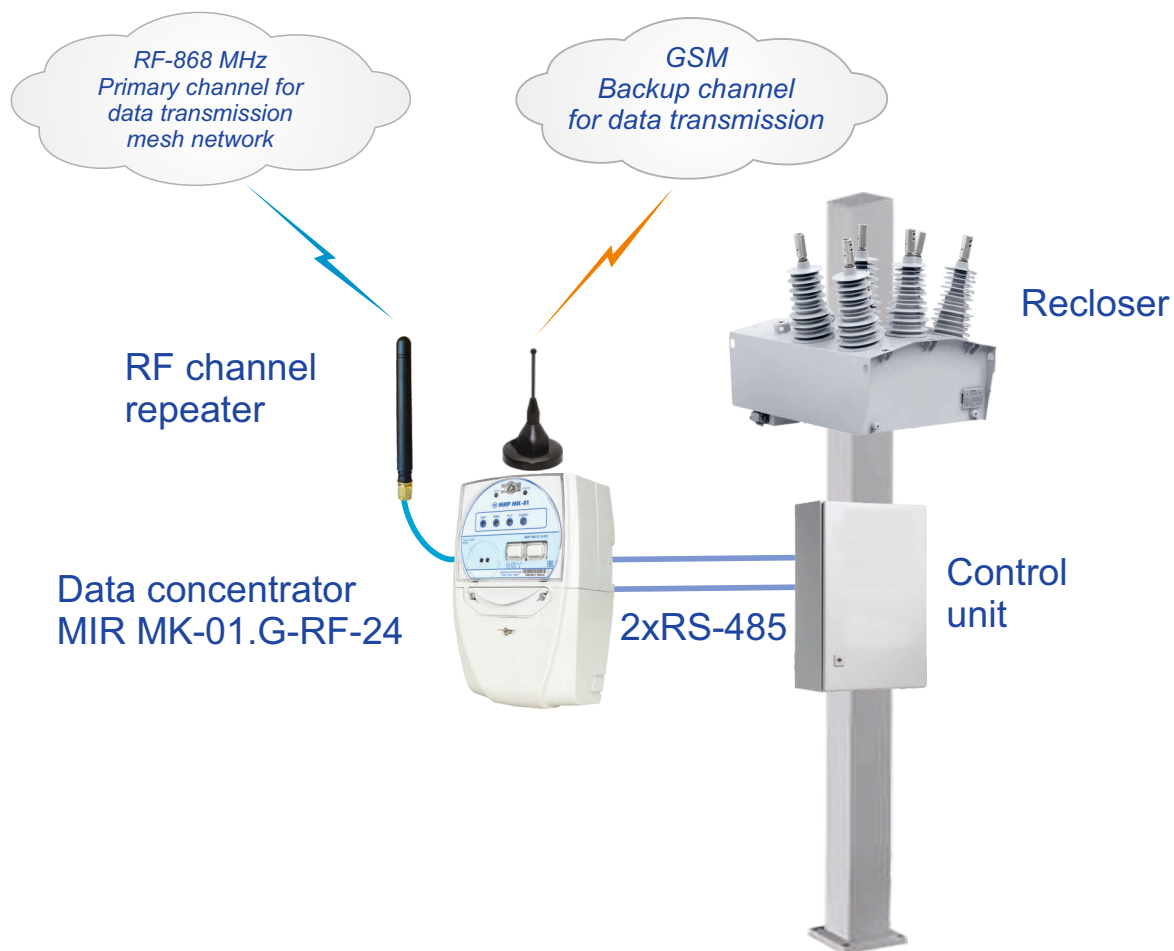 RF-868 MHz
Primary channel for
data transmission
mesh network
GSM
Backup channel
for data transmission
Recloser
RF channel
repeater
МИР МК-01
Data concentrator
MIR MK-01.G-RF-24
2xRS-485
Control
unit